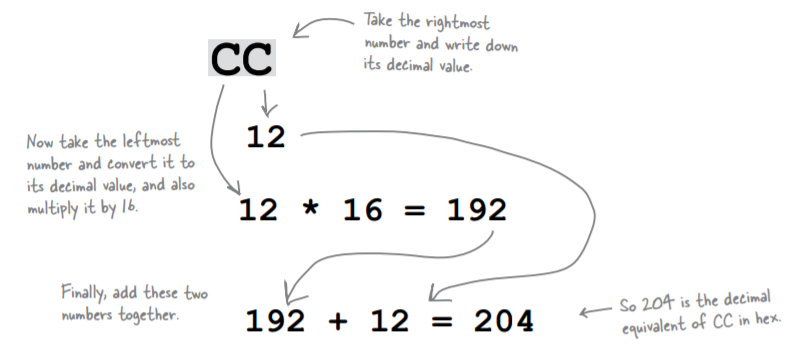 Take the rightmost
number and write down
its decimal value.
CC
12
Now take the leftmost
number and convert it to
its decimal value, and also
multiply it by 16.
12 * 16 = 192
Finally, add these two
numbers together.
192 + 12 = 204
So 204 is the decimal
equivalent of CC in hex.